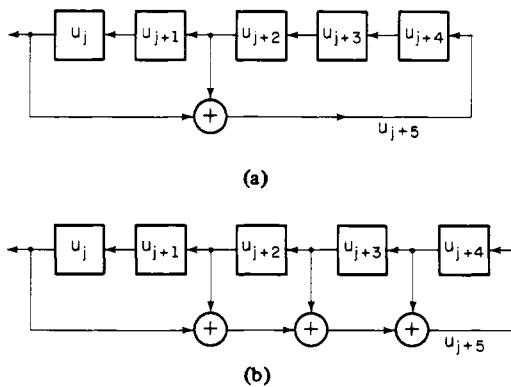 u_j u_{j+1} u_{j+2} u_{j+3} u_{j+4}
+
u_{j+5}
(a)
u_j u_{j+1} u_{j+2} u_{j+3} u_{j+4}
+ + +
u_{j+5}
(b)